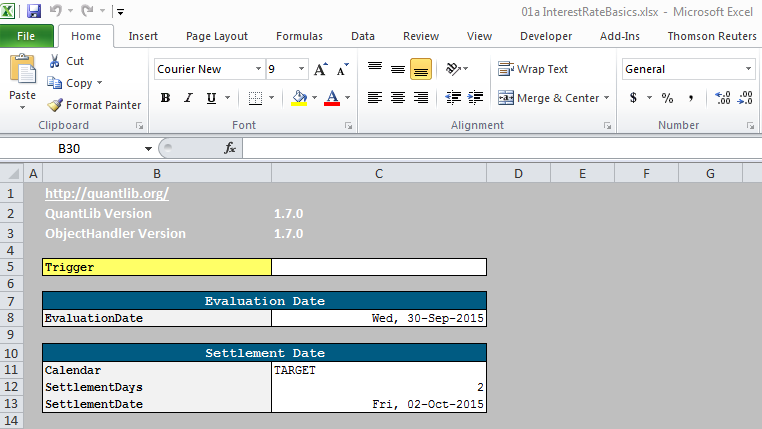 01a InterestRateBasics.xlsx - Microsoft Excel
File Home Insert Page Layout Formulas Data Review View Developer Add-Ins Thomson Reuters
Paste
Cut
Copy
Format Painter
Clipboard
Courier New 9 A A
B I U A
Font
Wrap Text
Merge & Center
Alignment
General
$ % , .00 .0 .00
Number
B30 fx
A B C D E F G
1 http://quantlib.org/
2 QuantLib Version 1.7.0
3 ObjectHandler Version 1.7.0
4
5 Trigger
6
7 Evaluation Date
8 EvaluationDate Wed, 30-Sep-2015
9
10 Settlement Date
11 Calendar TARGET
12 SettlementDays 2
13 SettlementDate Fri, 02-Oct-2015
14